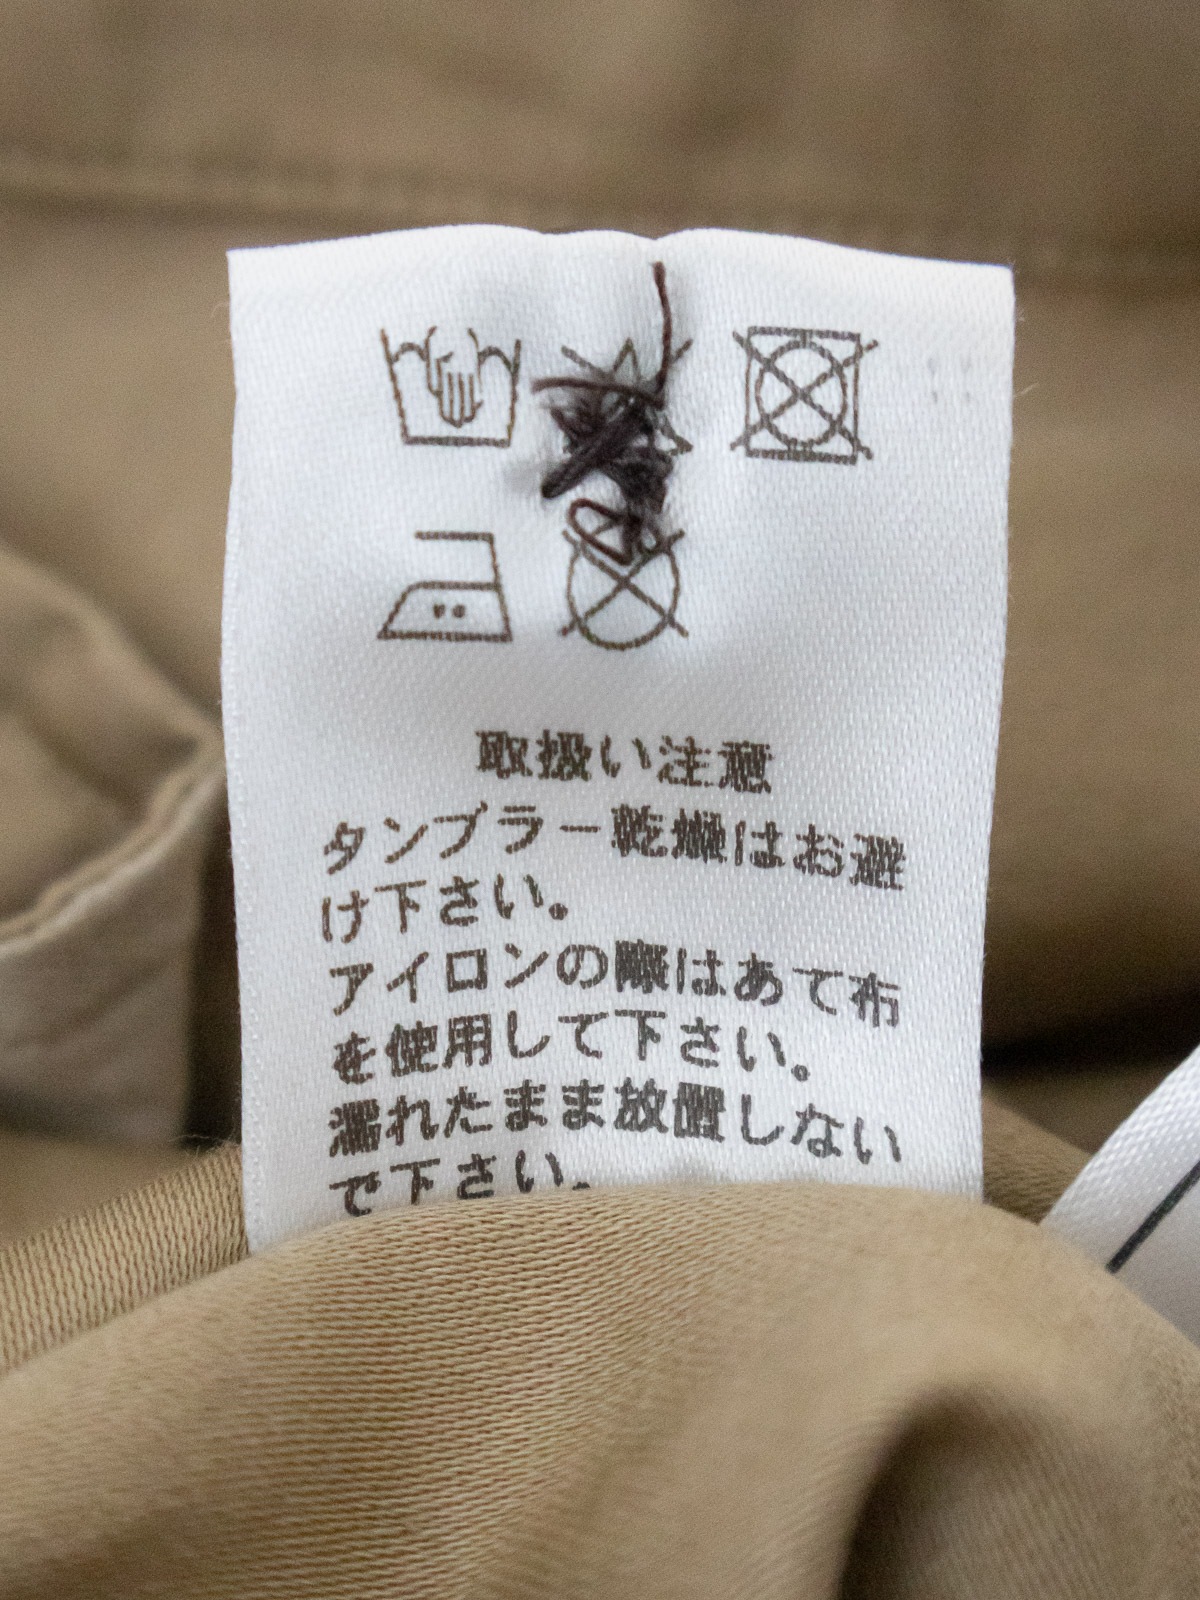 取扱い注意
タンブラー乾燥はお避
け下さい。
アイロンの際はあて布
を使用して下さい。
濡れたまま放置しない
で下さい。